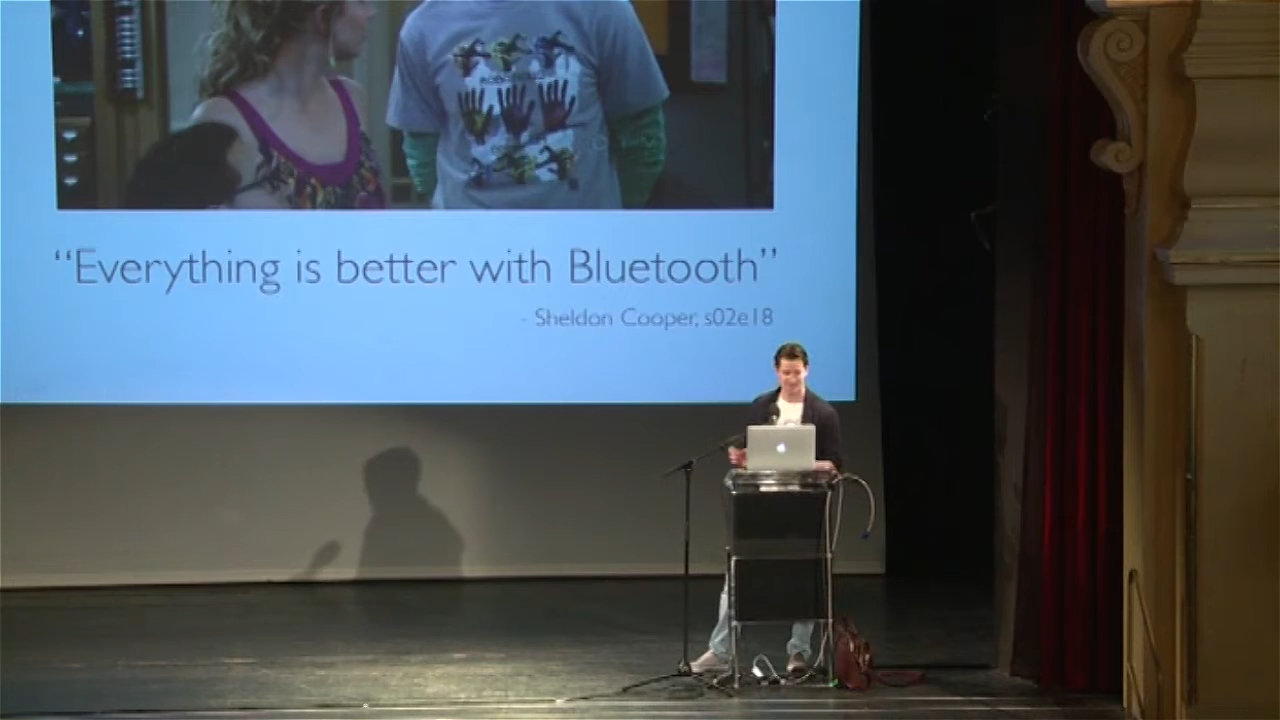 “Everything is better with Bluetooth”
- Sheldon Cooper, s02e18